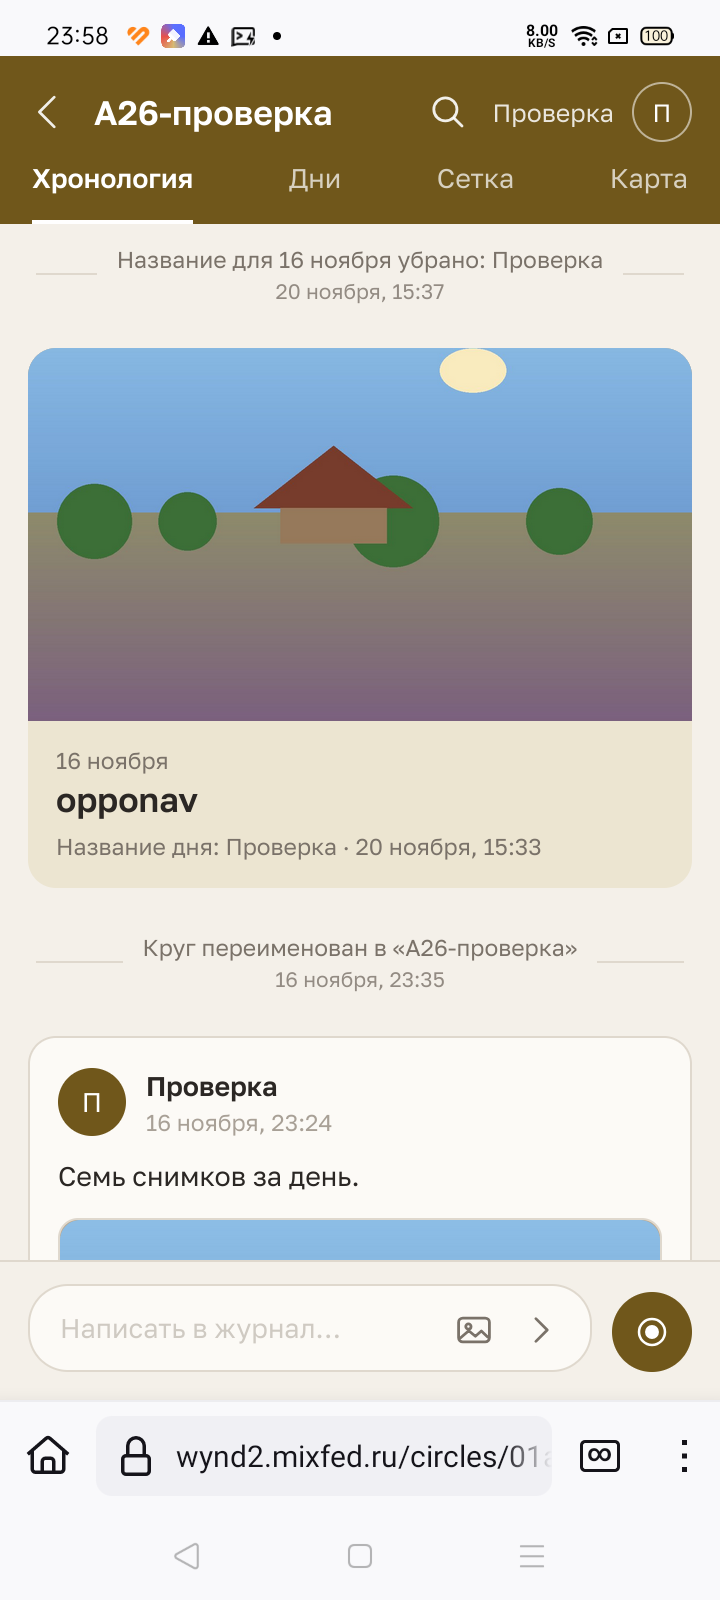 23:58
8.00
KB/S
100
А26-проверка
Проверка
П
Хронология
Дни
Сетка
Карта
Название для 16 ноября убрано: Проверка
20 ноября, 15:37
16 ноября
opponav
Название дня: Проверка · 20 ноября, 15:33
Круг переименован в «А26-проверка»
16 ноября, 23:35
П
Проверка
16 ноября, 23:24
Семь снимков за день.
Написать в журнал...
wynd2.mixfed.ru/circles/01